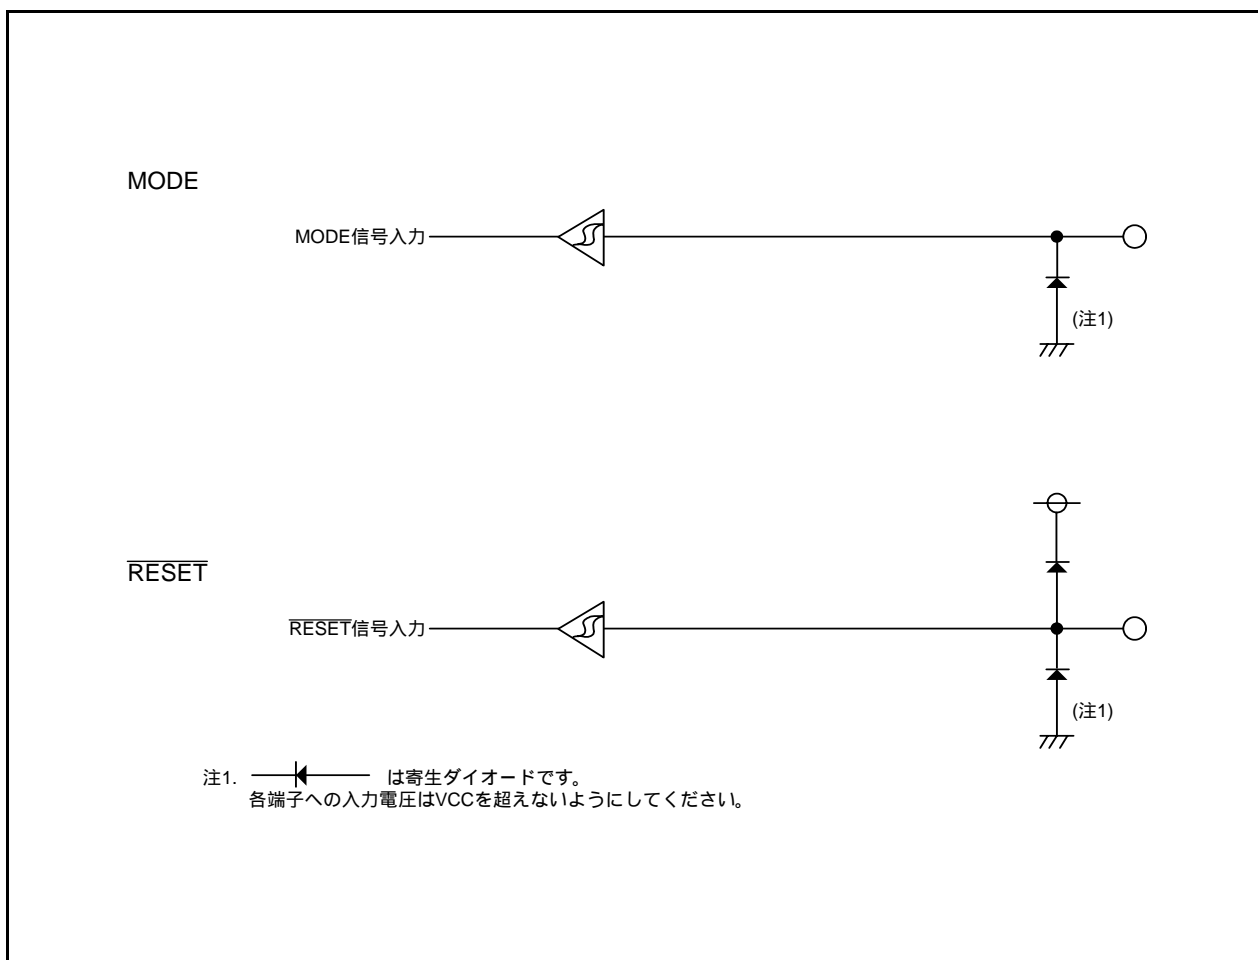 MODE
MODE信号入力
(注1)
RESET
RESET信号入力
(注1)
注1. は寄生ダイオードです。
各端子への入力電圧はVCCを超えないようにしてください。